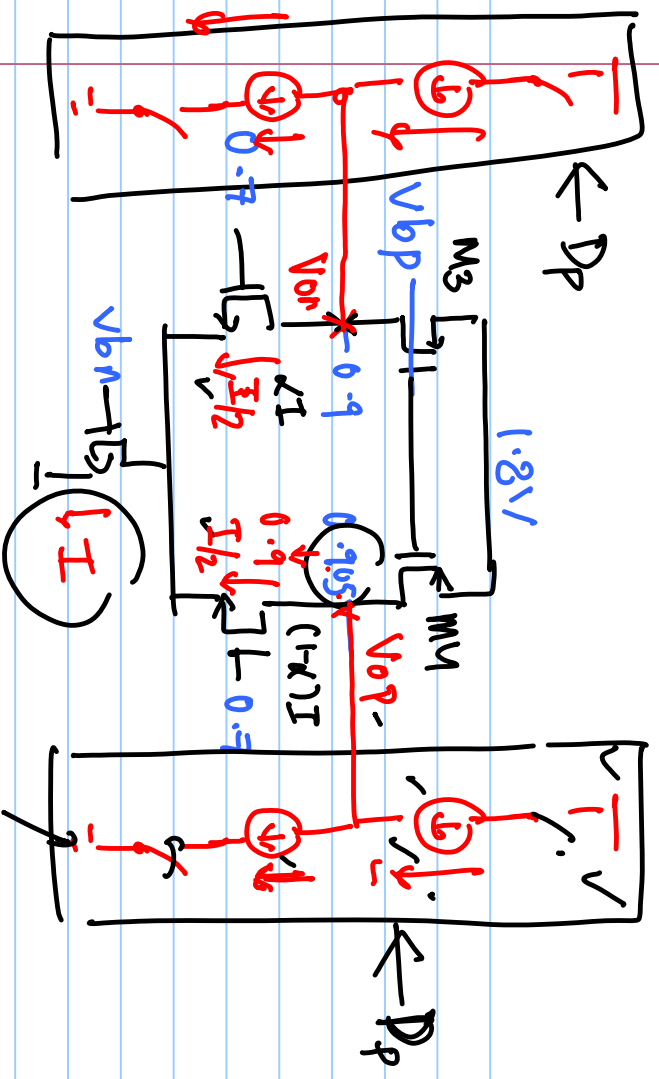 Dp
1.8V
M3
M4
Vbp
Dp
Vop
0.9
0.905
Von
αI
0.9
(1-α)I
I/2
I/2
0.7
0.7
Vbn
I